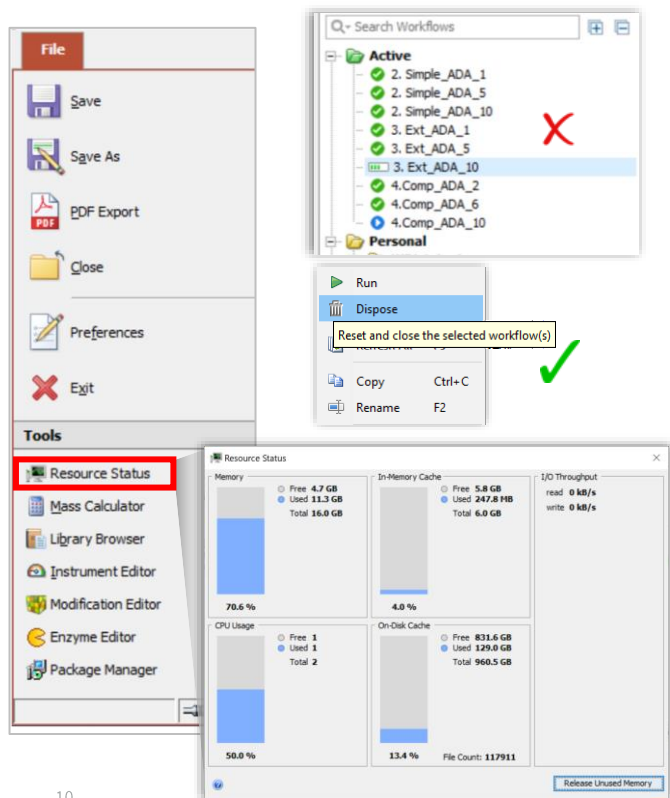 File
Save
Save As
PDF
PDF Export
Close
Preferences
Exit
Tools
Resource Status
Mass Calculator
Library Browser
Instrument Editor
Modification Editor
Enzyme Editor
Package Manager
Search Workflows
Active
2. Simple_ADA_1
2. Simple_ADA_5
2. Simple_ADA_10
3. Ext_ADA_1
3. Ext_ADA_5
3. Ext_ADA_10
4.Comp_ADA_2
4.Comp_ADA_6
4.Comp_ADA_10
Personal
Run
Dispose
Reset and close the selected workflow(s)
Copy Ctrl+C
Rename F2
Resource Status
Memory
Free 4.7 GB
Used 11.3 GB
Total 16.0 GB
70.6 %
In-Memory Cache
Free 5.8 GB
Used 247.8 MB
Total 6.0 GB
4.0 %
I/O Throughput
read 0 kB/s
write 0 kB/s
CPU Usage
Free 1
Used 1
Total 2
50.0 %
On-Disk Cache
Free 831.6 GB
Used 129.0 GB
Total 960.5 GB
13.4 % File Count: 117911
Release Unused Memory
10